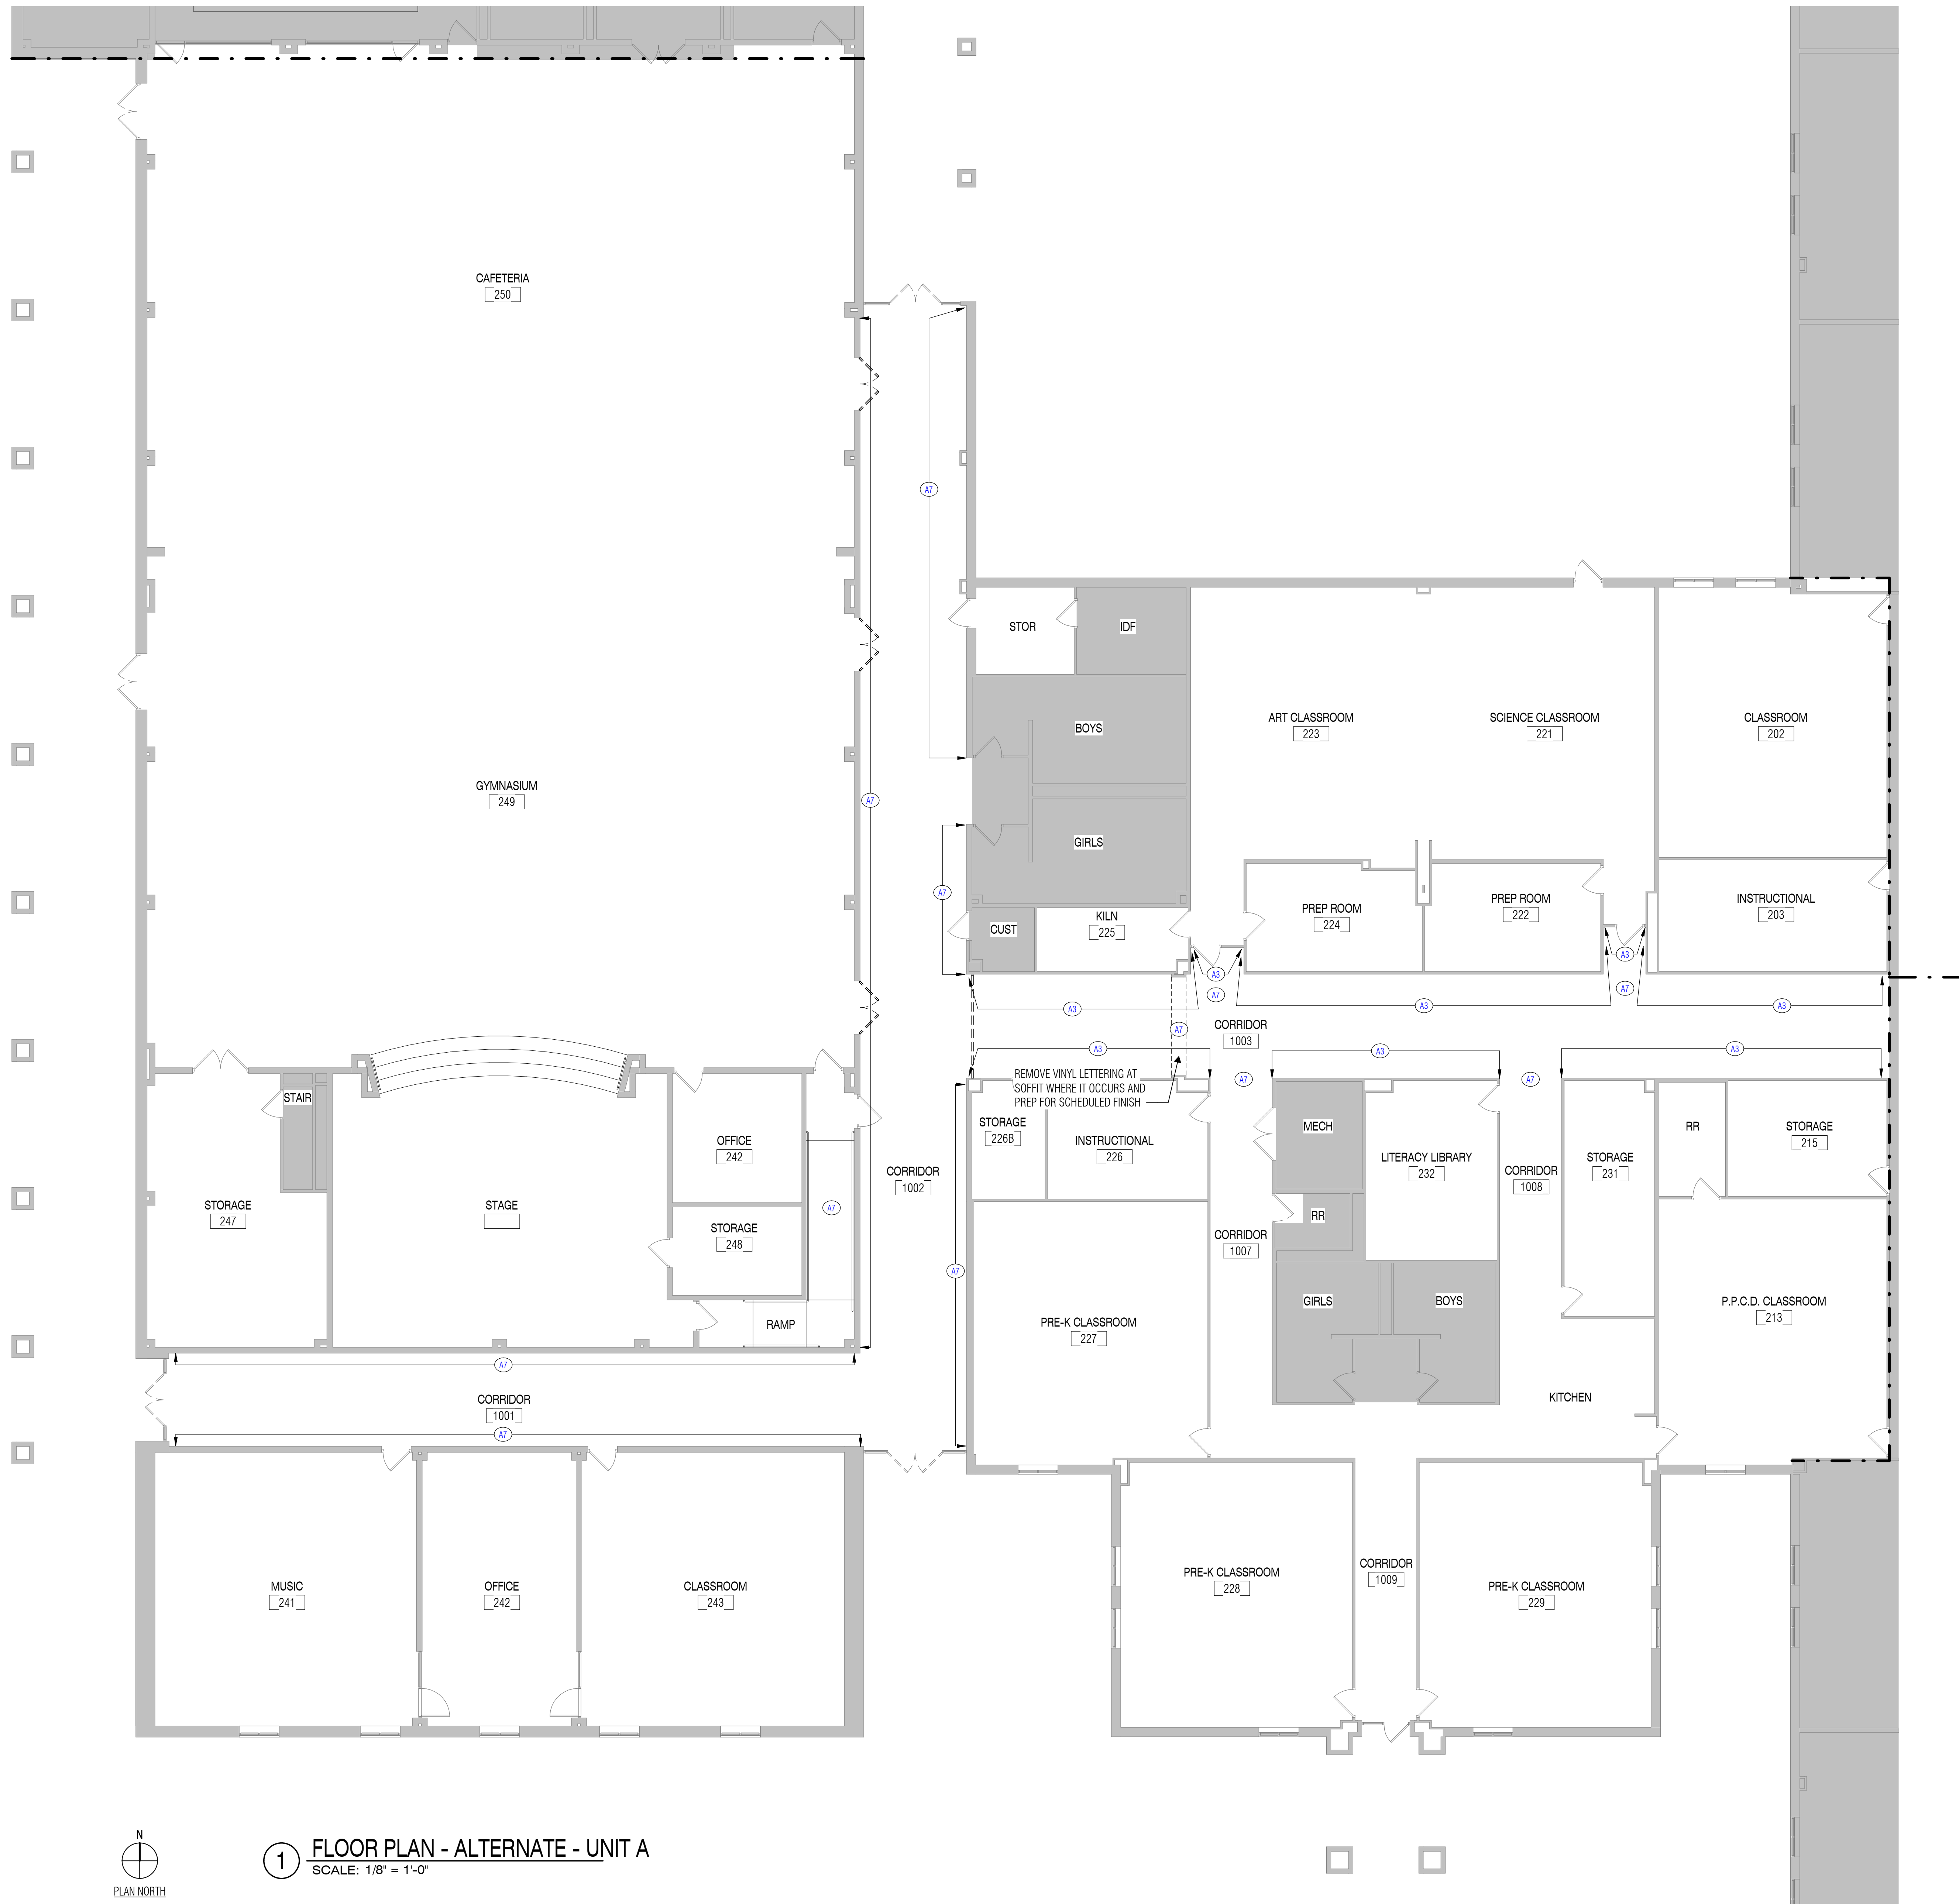 CAFETERIA
250
A7
STOR
IDF
BOYS
ART CLASSROOM
223
SCIENCE CLASSROOM
221
CLASSROOM
202
GYMNASIUM
249
A7
GIRLS
A7
CUST
KILN
225
PREP ROOM
224
PREP ROOM
222
INSTRUCTIONAL
203
A3
A3
A7
A7
A3
A3
A3
A7
CORRIDOR
1003
A3
A3
A3
REMOVE VINYL LETTERING AT
SOFFIT WHERE IT OCCURS AND
PREP FOR SCHEDULED FINISH
A7
A7
STAIR
STORAGE
226B
INSTRUCTIONAL
226
MECH
LITERACY LIBRARY
232
RR
STORAGE
215
OFFICE
242
CORRIDOR
1002
CORRIDOR
1008
STORAGE
231
STORAGE
247
STAGE
STORAGE
248
A7
RR
CORRIDOR
1007
A7
GIRLS
BOYS
P.P.C.D. CLASSROOM
213
RAMP
PRE-K CLASSROOM
227
A7
CORRIDOR
1001
KITCHEN
A7
MUSIC
241
OFFICE
242
CLASSROOM
243
PRE-K CLASSROOM
228
CORRIDOR
1009
PRE-K CLASSROOM
229
N
PLAN NORTH
1
FLOOR PLAN - ALTERNATE - UNIT A
SCALE: 1/8" = 1'-0"